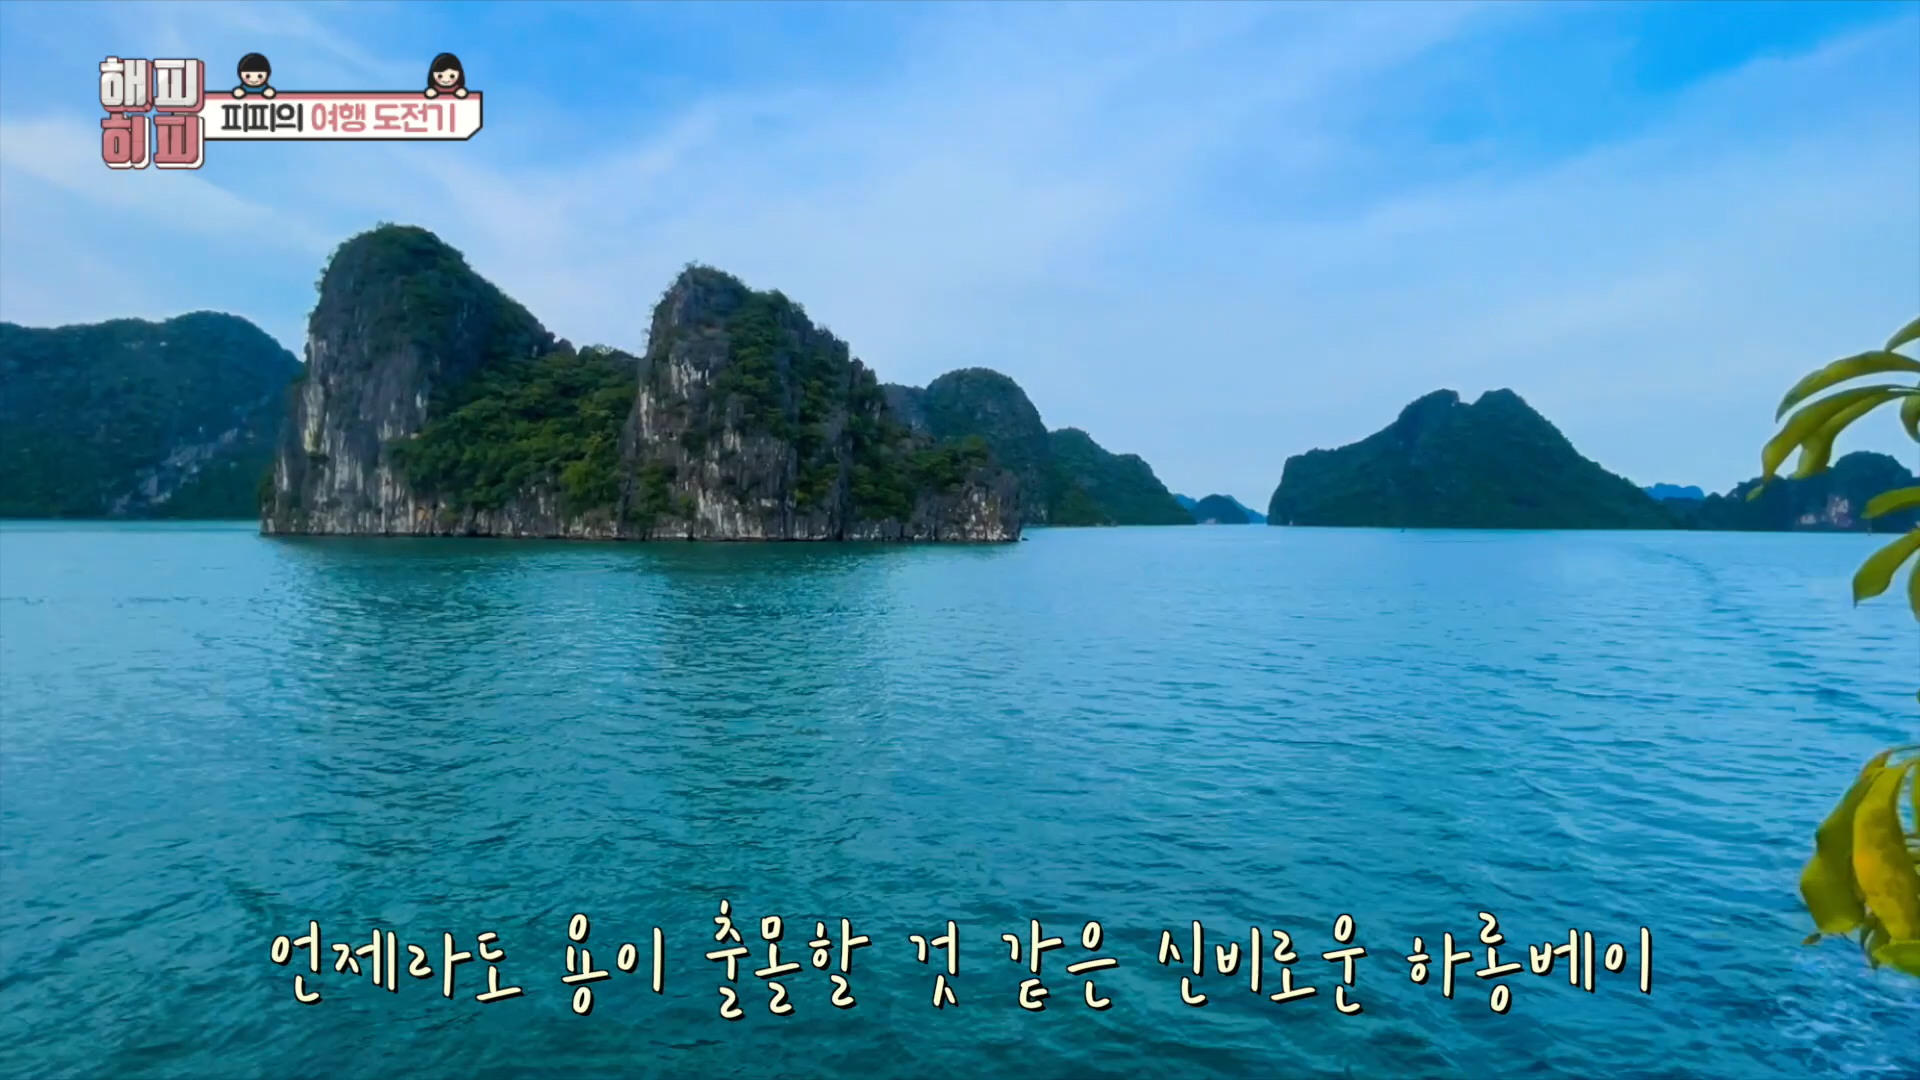 해피
히피
피피의 여행 도전기
언제라도 용이 출몰할 것 같은 신비로운 하롱베이